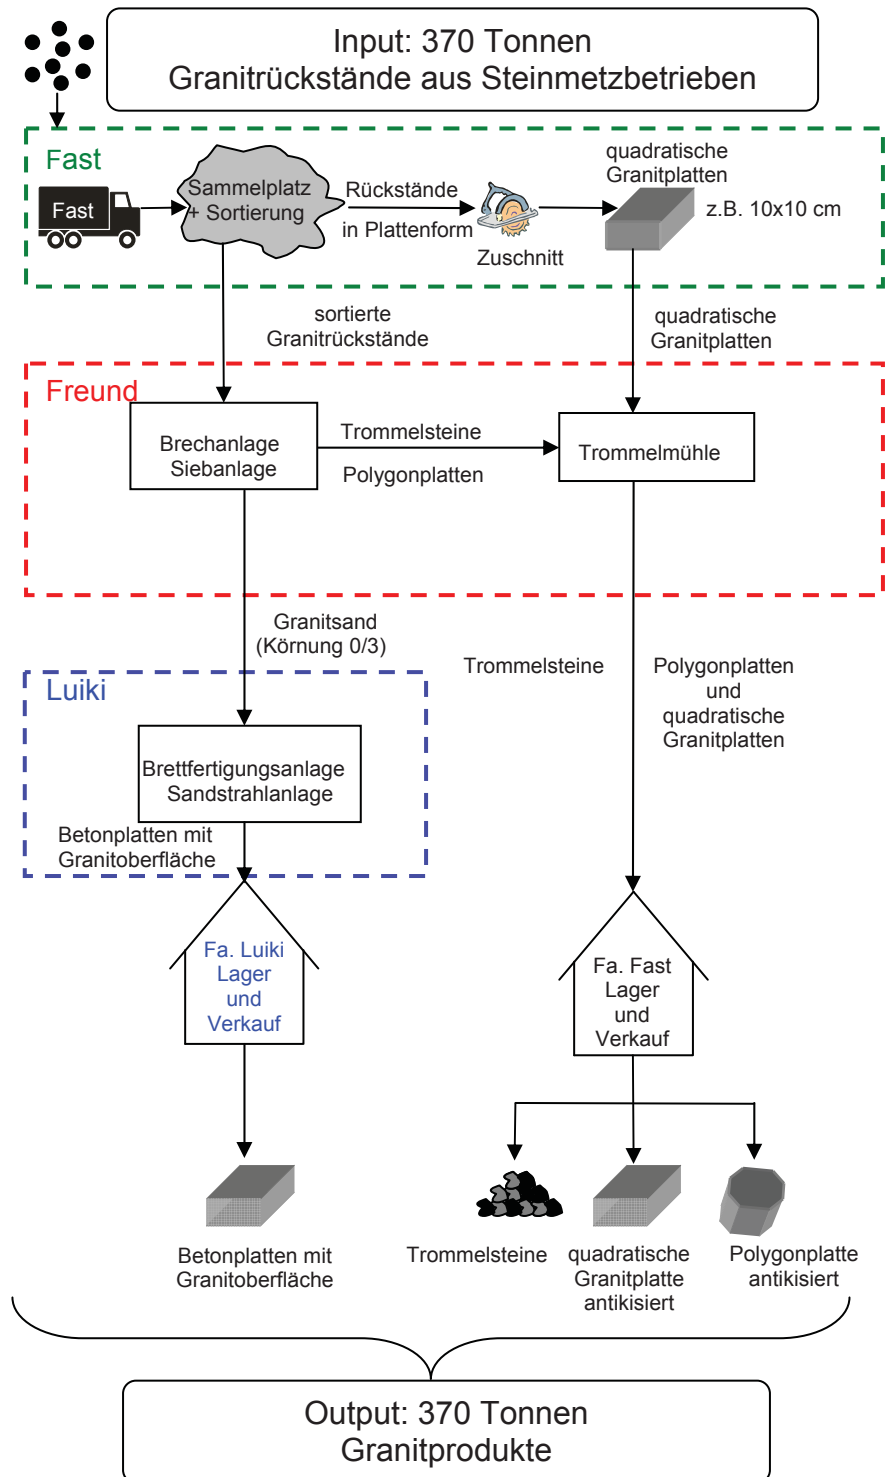 Input: 370 Tonnen
Granitrückstände aus Steinmetzbetrieben
Fast
Fast
Sammelplatz
+ Sortierung
Rückstände
in Plattenform
Zuschnitt
quadratische
Granitplatten
z.B. 10x10 cm
sortierte
Granitrückstände
quadratische
Granitplatten
Freund
Brechanlage
Siebanlage
Trommelsteine
Polygonplatten
Trommelmühle
Granitsand
(Körnung 0/3)
Trommelsteine
Polygonplatten
und
quadratische
Granitplatten
Luiki
Brettfertigungsanlage
Sandstrahlanlage
Betonplatten mit
Granitoberfläche
Fa. Luiki
Lager
und
Verkauf
Fa. Fast
Lager
und
Verkauf
Betonplatten mit
Granitoberfläche
Trommelsteine
quadratische
Granitplatte
antikisiert
Polygonplatte
antikisiert
Output: 370 Tonnen
Granitprodukte